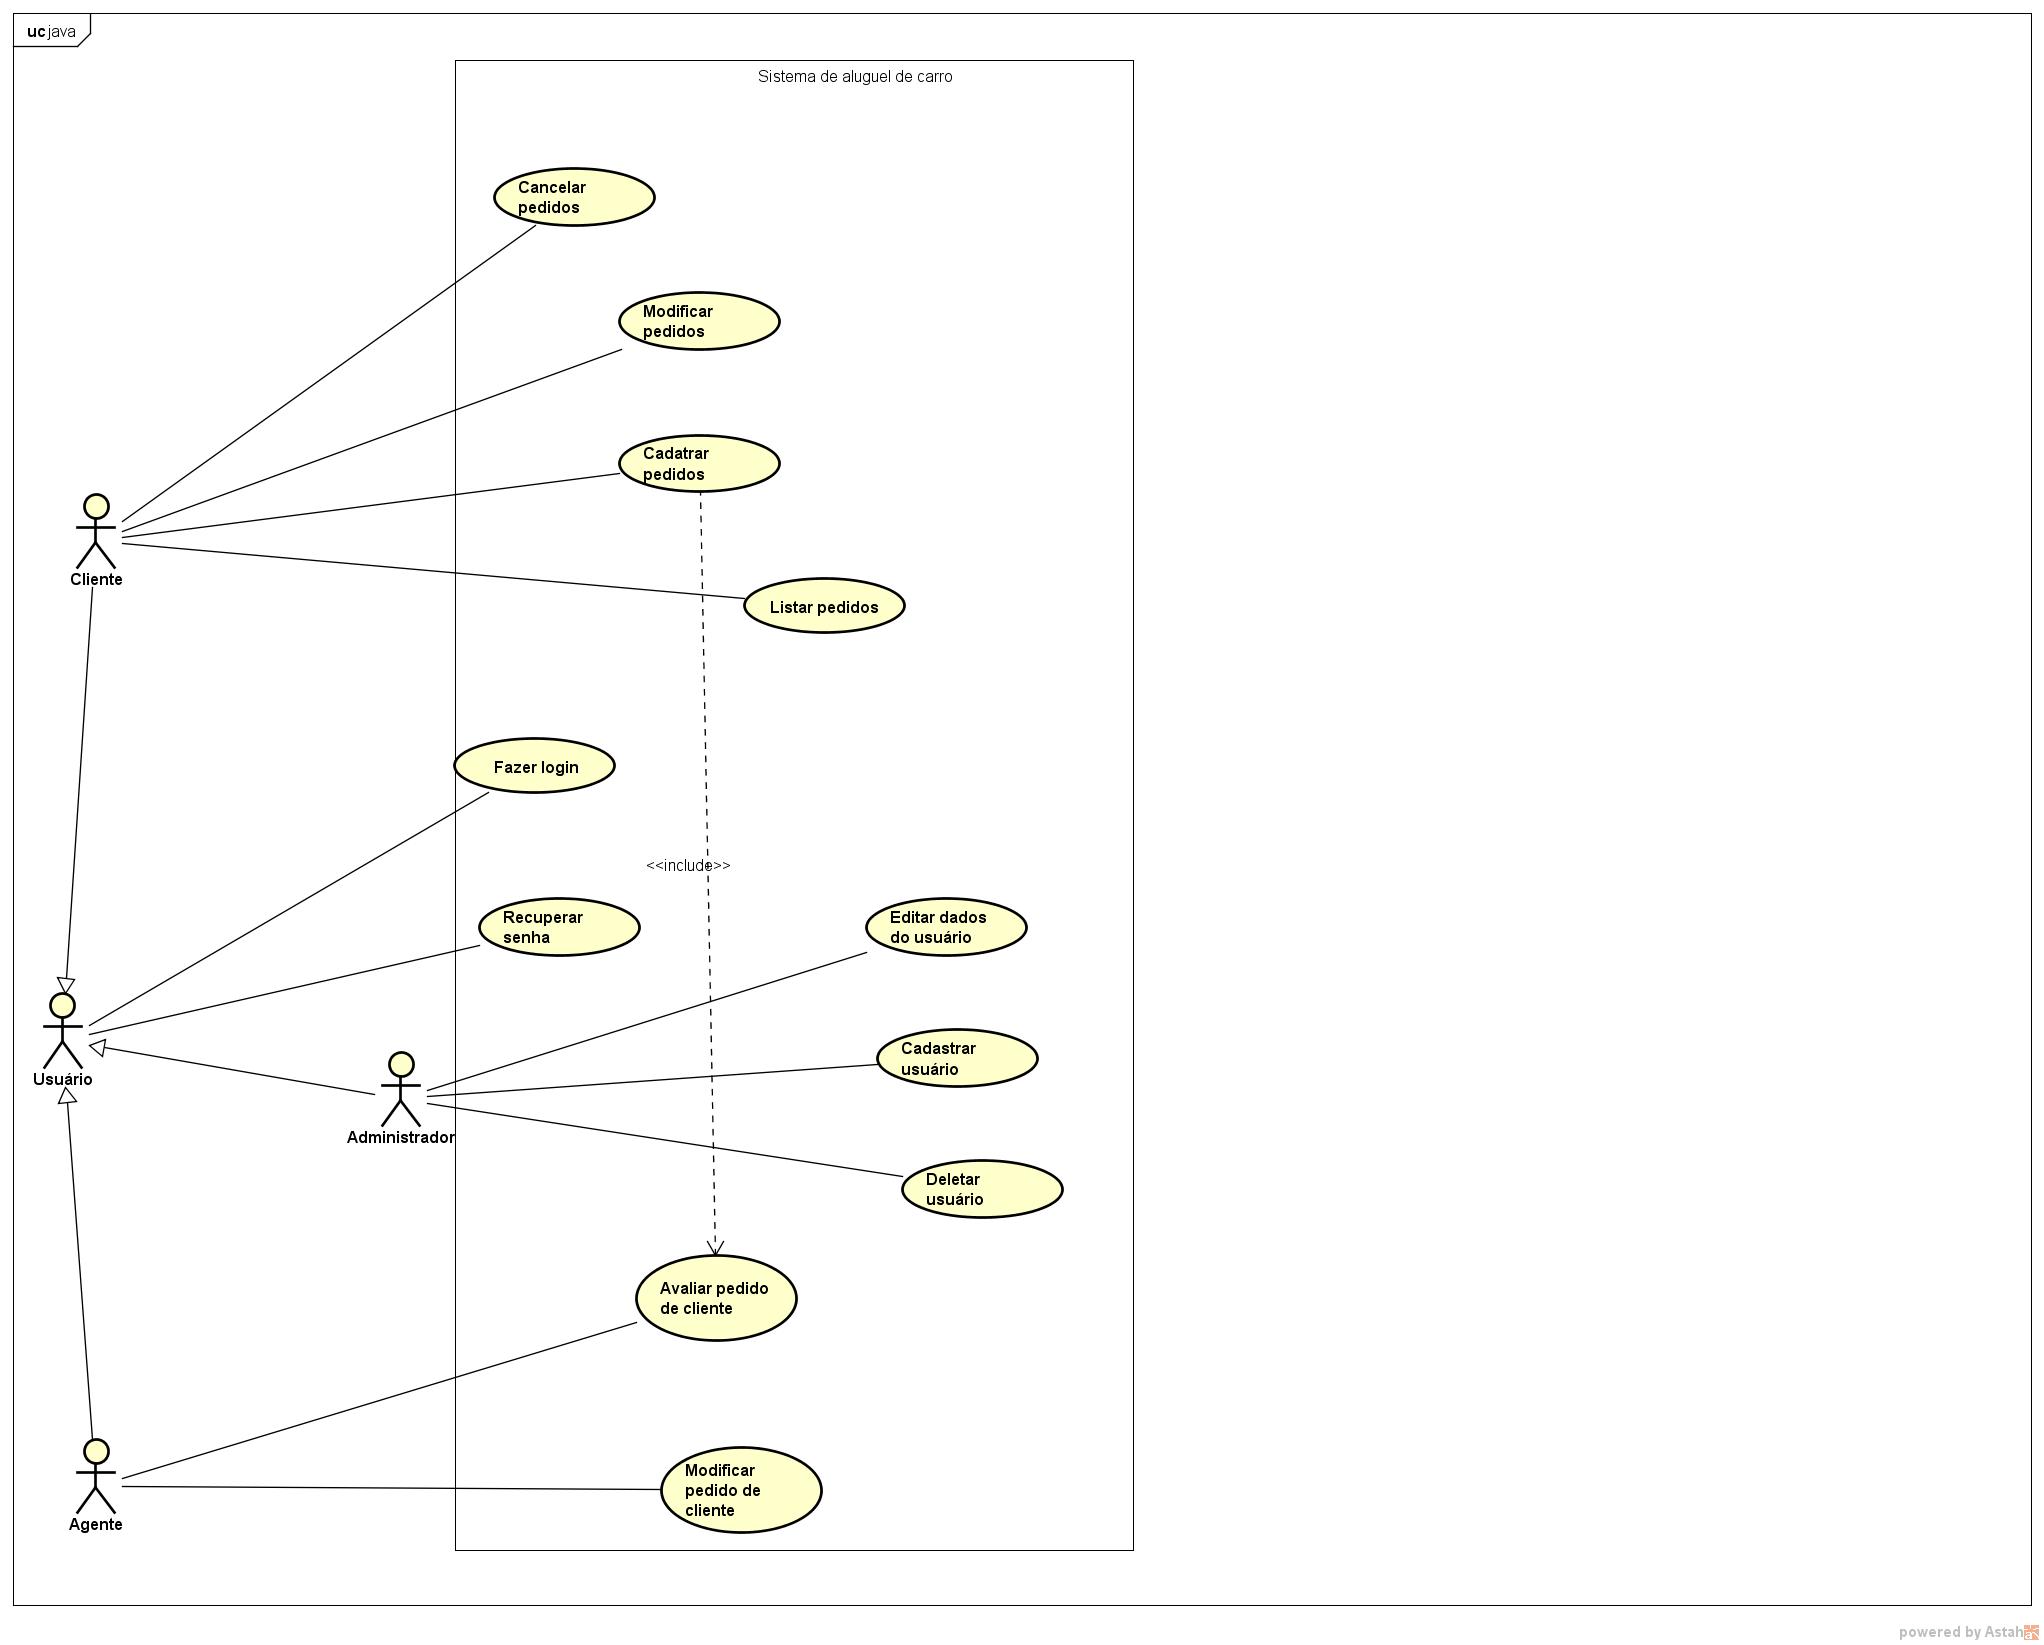 uc java
Sistema de aluguel de carro
Cancelar
pedidos
Modificar
pedidos
Cadatrar
pedidos
Cliente
Listar pedidos
Fazer login
<<include>>
Recuperar
senha
Editar dados
do usuário
Usuário
Cadastrar
usuário
Administrador
Deletar
usuário
Avaliar pedido
de cliente
Modificar
pedido de
cliente
Agente
powered by Astah